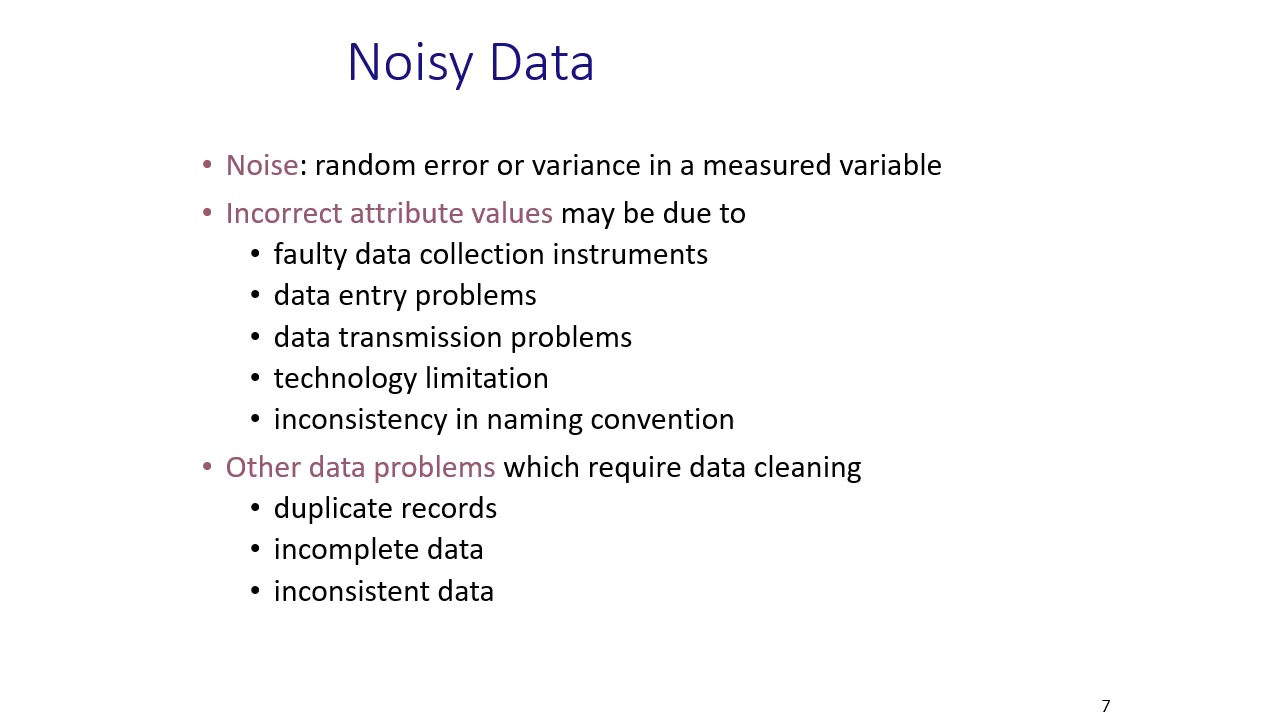 Noisy Data
• Noise: random error or variance in a measured variable
• Incorrect attribute values may be due to
• faulty data collection instruments
• data entry problems
• data transmission problems
• technology limitation
• inconsistency in naming convention
• Other data problems which require data cleaning
• duplicate records
• incomplete data
• inconsistent data
7